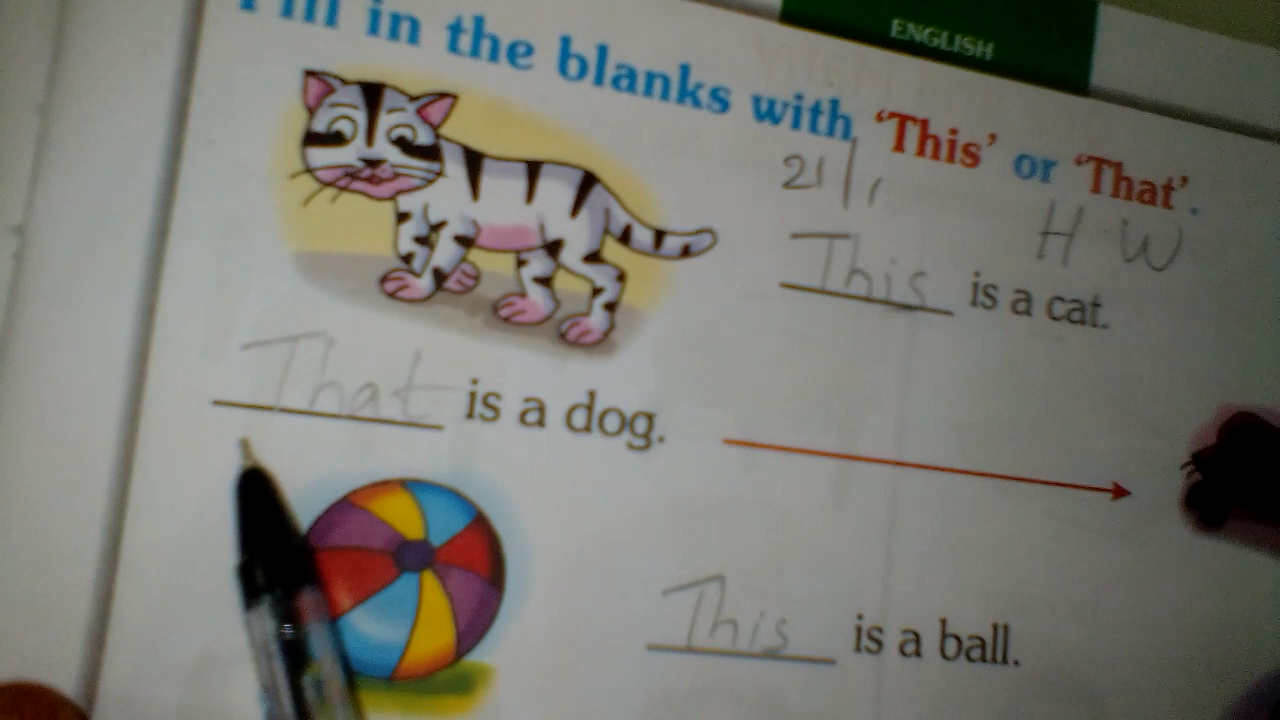 ENGLISH
Fill in the blanks with 'This' or 'That'.
21/1
H.W
This is a cat.
That is a dog.
This is a ball.